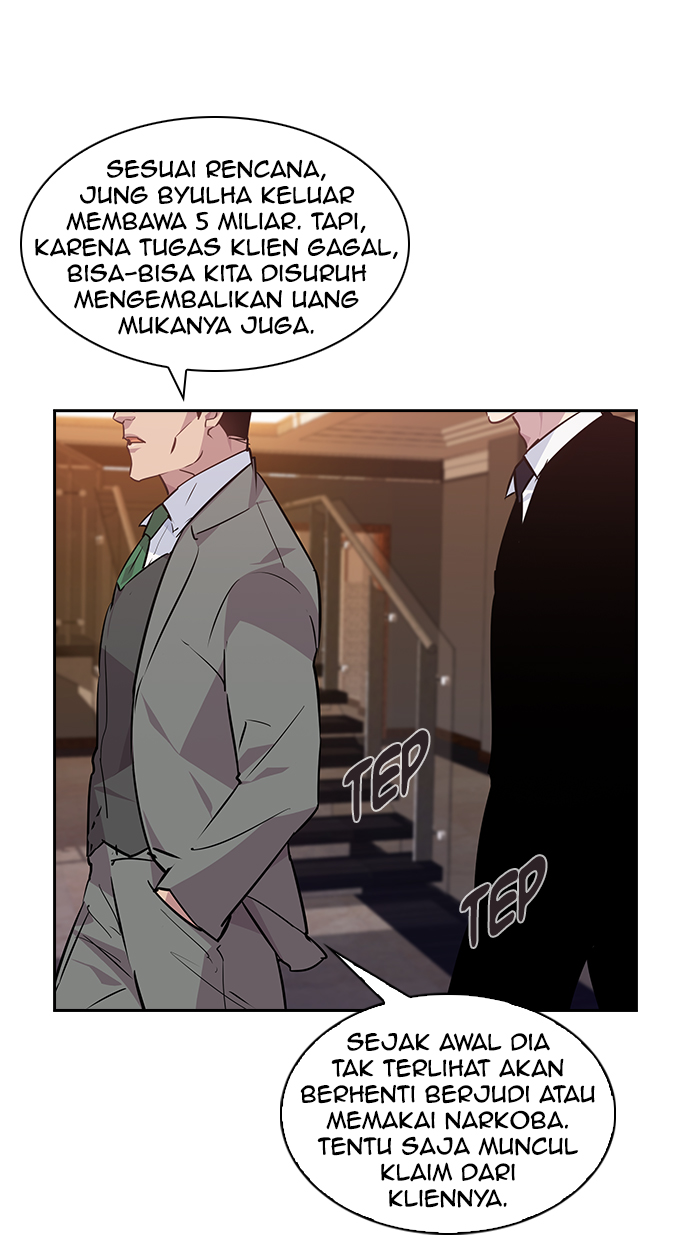 SESUAI RENCANA,
JUNG BYULHA KELUAR
MEMBAWA 5 MILIAR. TAPI,
KARENA TUGAS KLIEN GAGAL,
BISA-BISA KITA DISURUH
MENGEMBALIKAN UANG
MUKANYA JUGA.
TEP
TEP
SEJAK AWAL DIA
TAK TERLIHAT AKAN
BERHENTI BERJUDI ATAU
MEMAKAI NARKOBA.
TENTU SAJA MUNCUL
KLAIM DARI
KLIENNYA.